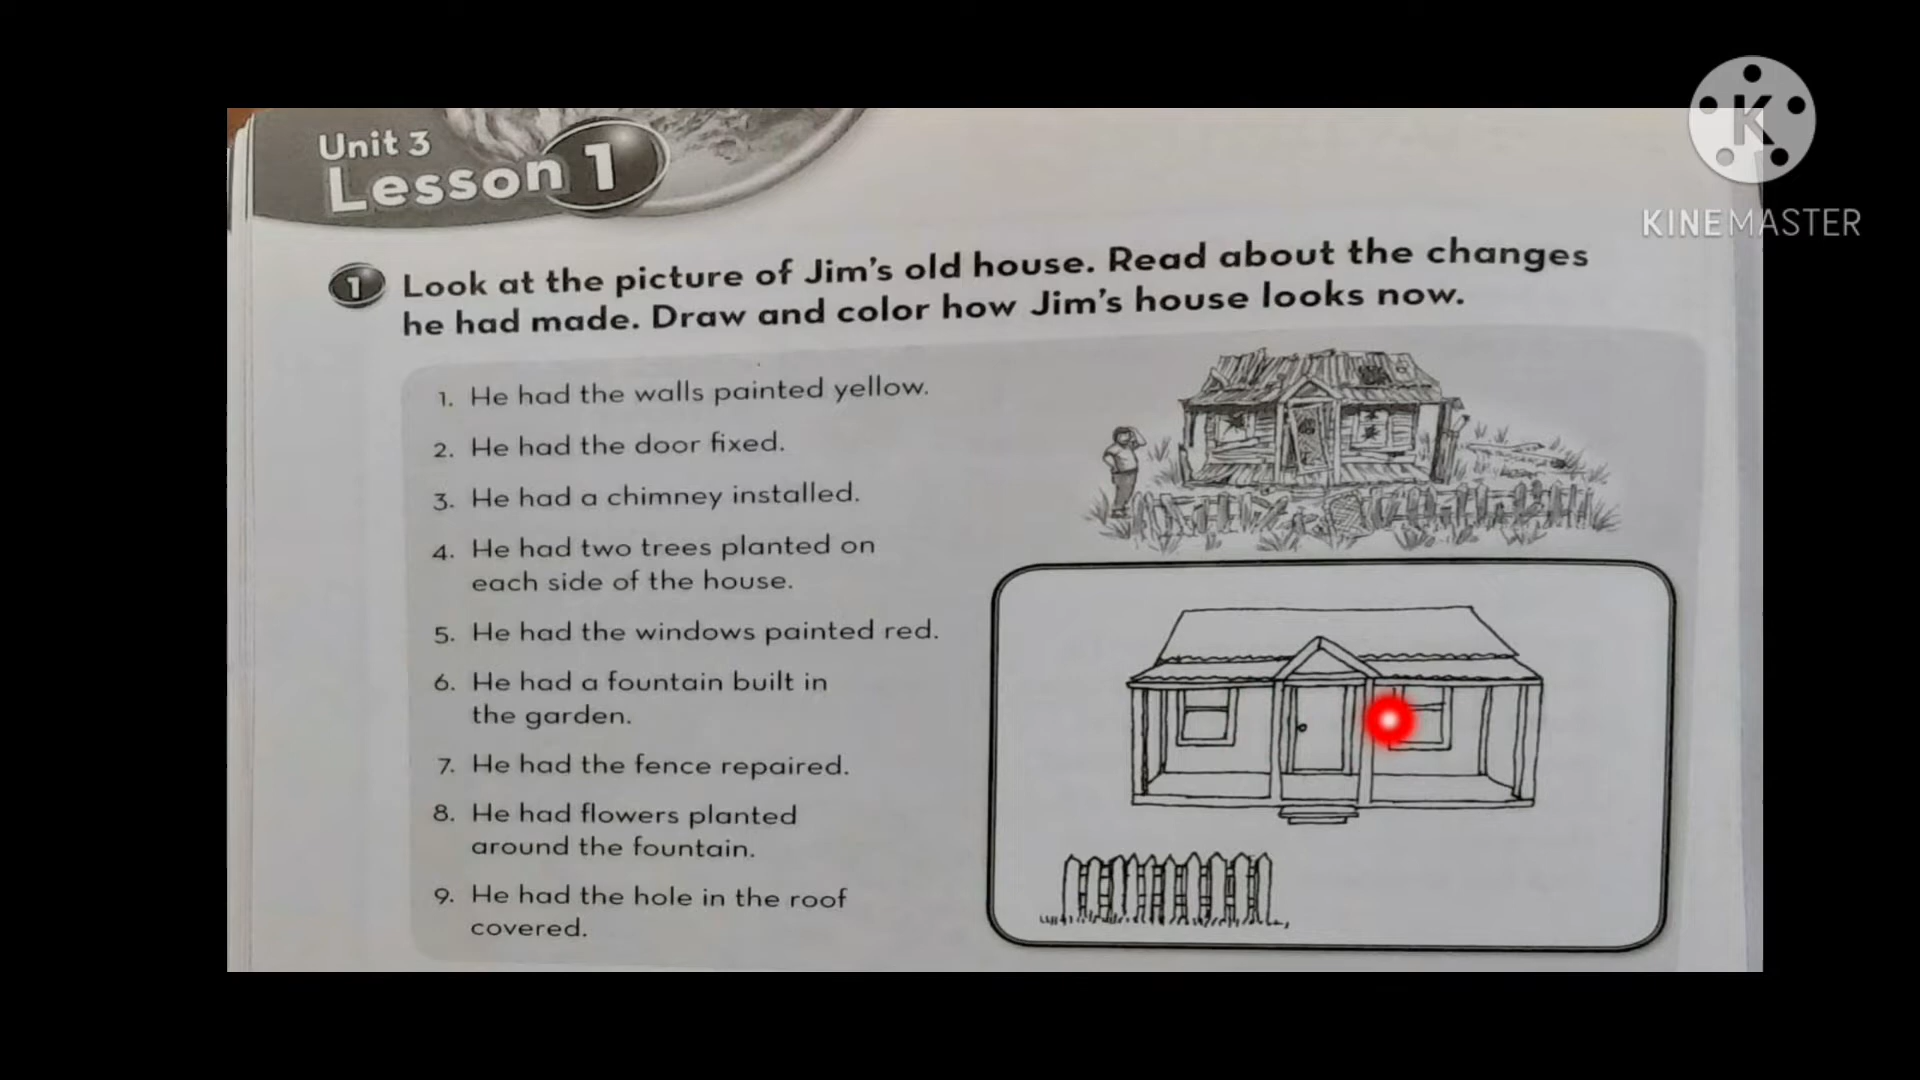 Unit 3
Lesson 1
1 Look at the picture of Jim's old house. Read about the changes
he had made. Draw and color how Jim's house looks now.
1. He had the walls painted yellow.
2. He had the door fixed.
3. He had a chimney installed.
4. He had two trees planted on
each side of the house.
5. He had the windows painted red.
6. He had a fountain built in
the garden.
7. He had the fence repaired.
8. He had flowers planted
around the fountain.
9. He had the hole in the roof
covered.
K
KINEMASTER